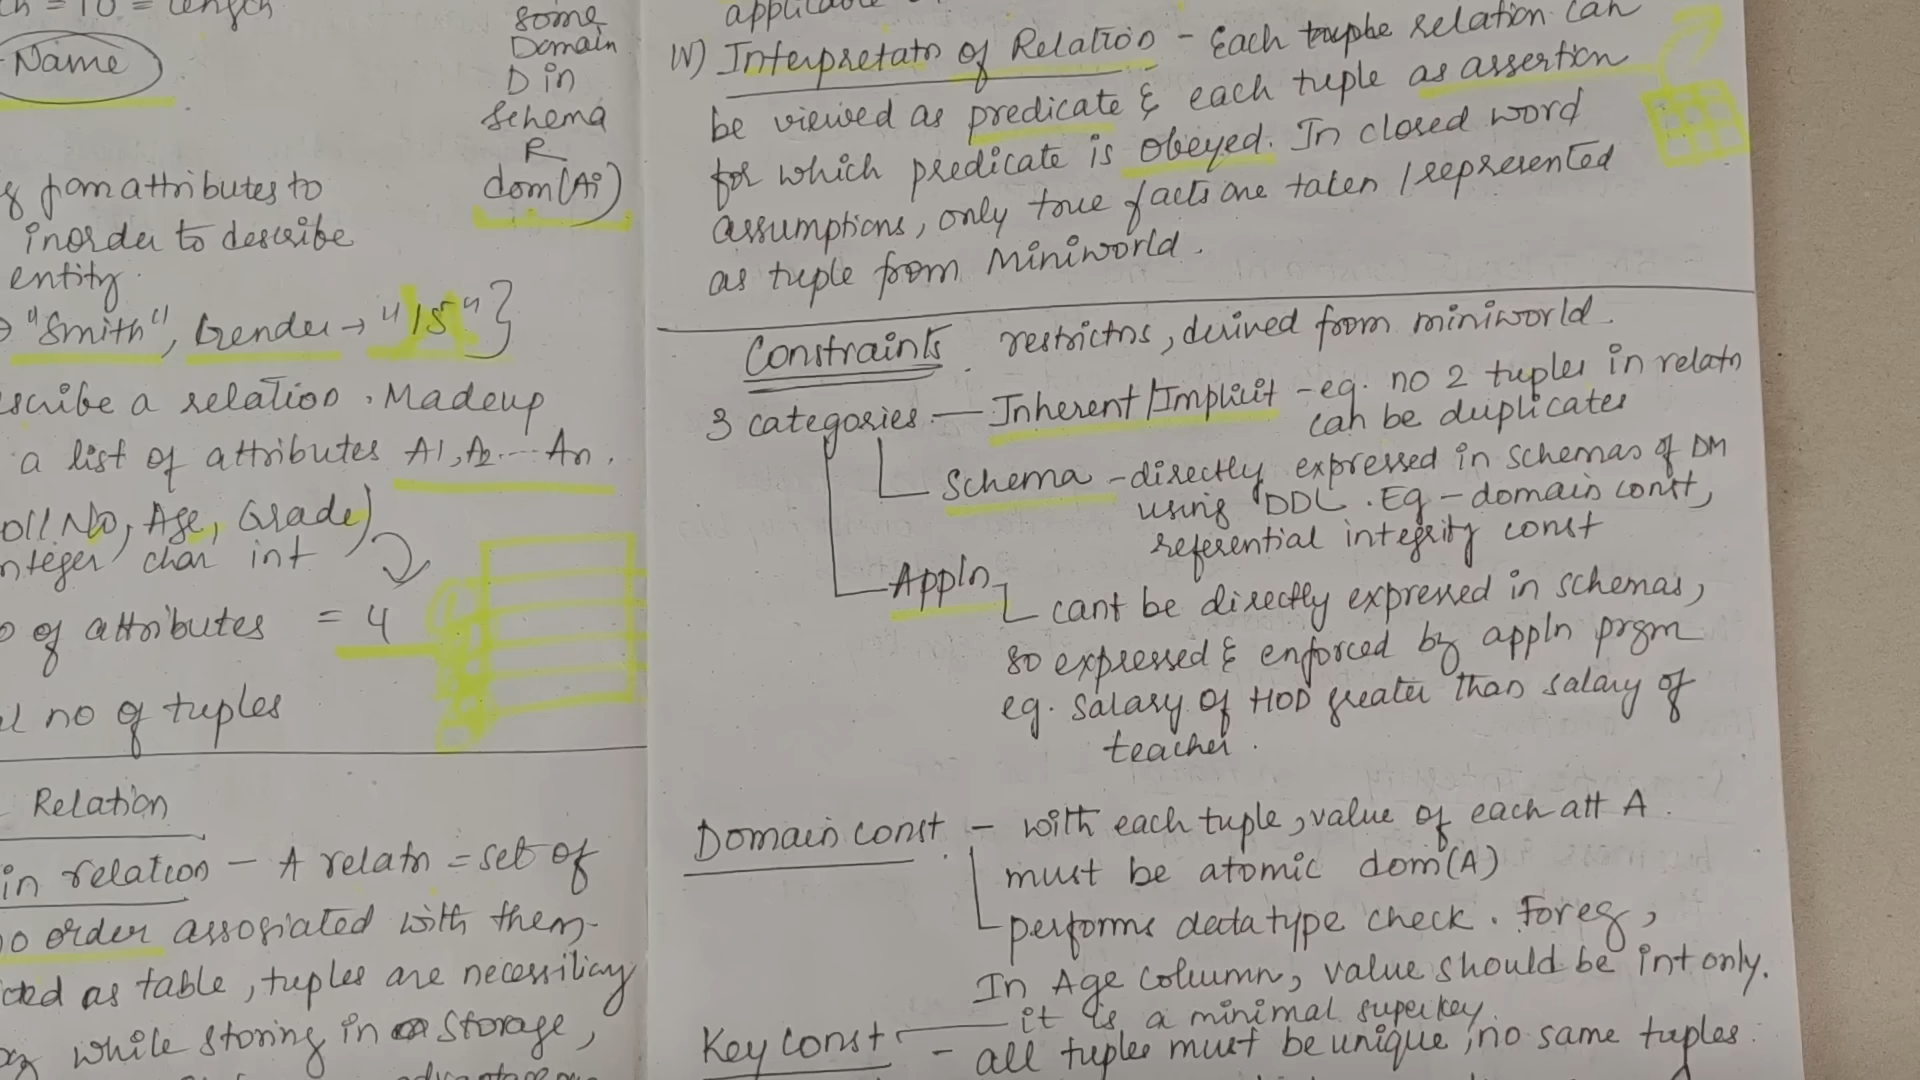 = 10 = length
Name
some
Domain
D in
Schema
R
dom(Ai)
from attributes to
inorder to describe
entity.
"Smith", Gender → "15"}
scribe a relation. Madeup
a list of attributes A1, A2.... An.
oll No, Age, Grade)
nteger char int
of attributes = 4
no of tuples
Relation
in relation – A relatn = set of
o order assosiated with them.
cted as table, tuples are necessiliay
while storing in storage,
IV) Interpretatn of Relation – Each relation can
be viewed as predicate & each tuple as assertion
for which predicate is obeyed. In closed word
assumptions, only true facts are taken / represented
as tuple from Miniworld.
Constraints. restrictns, derived from miniworld.
3 categories — Inherent/Implicit – eg. no 2 tuples in relatn
can be duplicates
Schema – directly expressed in schemas of DM
using DDL. Eg – domain const,
referential integrity const
Appln
cant be directly expressed in schemas,
so expressed & enforced by appln prgm
eg. Salary of HOD greater than salary of
teacher.
Domain const. – with each tuple, value of each att A.
must be atomic dom(A)
performs datatype check. Foreg,
In Age column, value should be int only.
Key const — it is a minimal superkey
– all tuples must be unique, no same tuples.